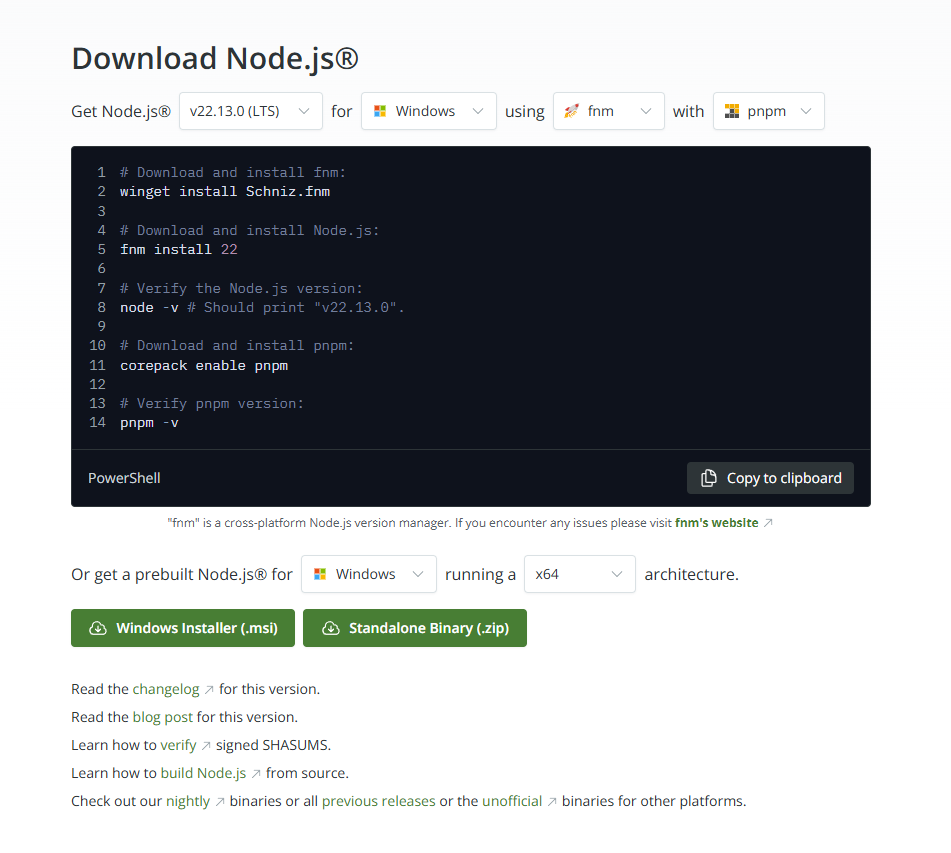 Download Node.js®
Get Node.js® v22.13.0 (LTS) for Windows using fnm with pnpm
1 # Download and install fnm:
2 winget install Schniz.fnm
3
4 # Download and install Node.js:
5 fnm install 22
6
7 # Verify the Node.js version:
8 node -v # Should print "v22.13.0".
9
10 # Download and install pnpm:
11 corepack enable pnpm
12
13 # Verify pnpm version:
14 pnpm -v
PowerShell Copy to clipboard
"fnm" is a cross-platform Node.js version manager. If you encounter any issues please visit fnm's website ↗
Or get a prebuilt Node.js® for Windows running a x64 architecture.
Windows Installer (.msi) Standalone Binary (.zip)
Read the changelog ↗ for this version.
Read the blog post for this version.
Learn how to verify ↗ signed SHASUMS.
Learn how to build Node.js ↗ from source.
Check out our nightly ↗ binaries or all previous releases or the unofficial ↗ binaries for other platforms.